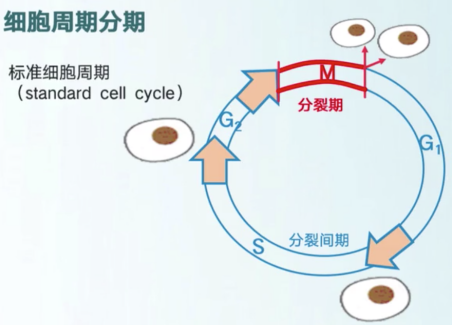 细胞周期分期
标准细胞周期
（standard cell cycle）
M
分裂期
G₂
G₁
S
分裂间期